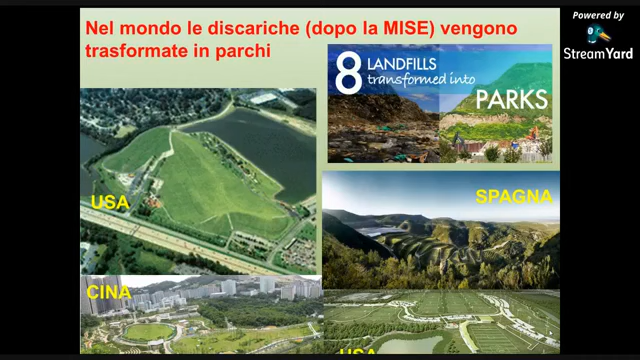 Nel mondo le discariche (dopo la MISE) vengono
trasformate in parchi
Powered by
StreamYard
8 LANDFILLS
transformed into
PARKS
USA
SPAGNA
CINA
USA